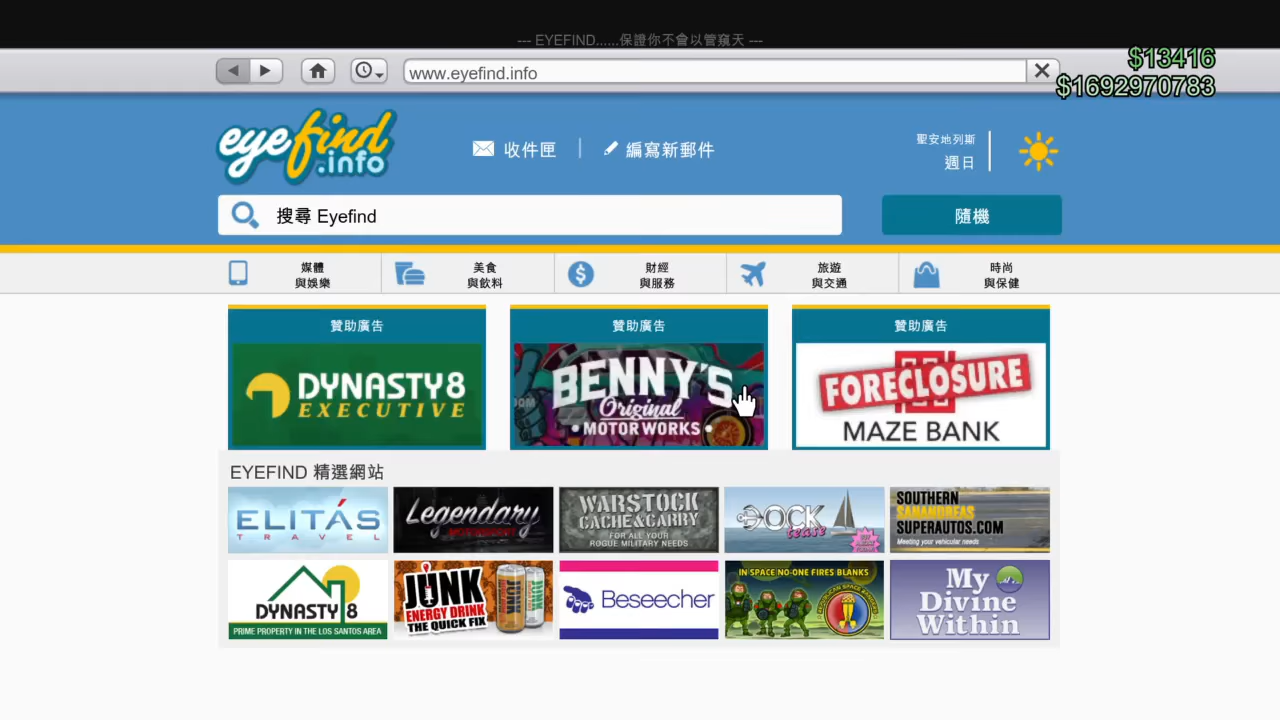 --- EYEFIND......保證你不會以管窺天 ---
$13416
www.eyefind.info
$1692970783
eyefind
.info
收件匣
編寫新郵件
聖安地列斯
週日
搜尋 Eyefind
隨機
媒體
與娛樂
美食
與飲料
財經
與服務
旅遊
與交通
時尚
與保健
贊助廣告
贊助廣告
贊助廣告
DYNASTY8
EXECUTIVE
BENNY'S
Original
MOTORWORKS
FORECLOSURE
MAZE BANK
EYEFIND 精選網站
ELITÁS
TRAVEL
Legendary
MOTORSPORT
WARSTOCK
CACHE&CARRY
FOR ALL YOUR
ROGUE MILITARY NEEDS
DOCK
tease
SOUTHERN
SANANDREAS
SUPERAUTOS.COM
Meeting your vehicular needs
DYNASTY 8
PRIME PROPERTY IN THE LOS SANTOS AREA
JUNK
ENERGY DRINK
THE QUICK FIX
Beseecher
IN SPACE NO-ONE FIRES BLANKS
REPUBLICAN SPACE RANGERS
My
Divine
Within